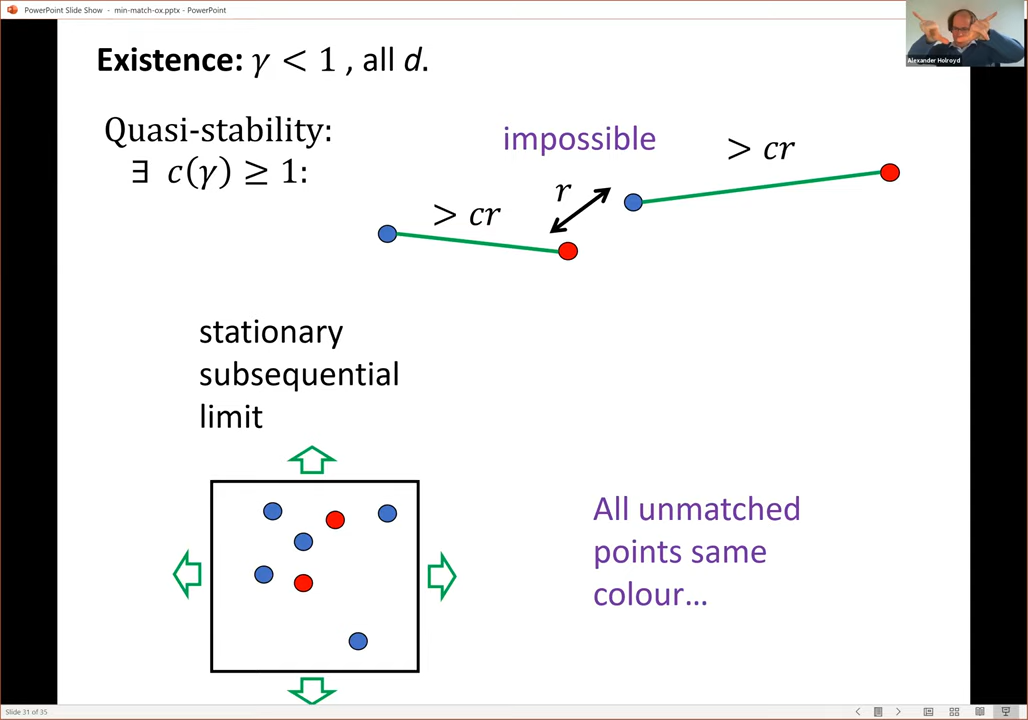 PowerPoint Slide Show - min-match-ox.pptx - PowerPoint
Alexander Holroyd
Existence: γ < 1 , all d.
Quasi-stability:
∃ c(γ) ≥ 1:
impossible
> cr
r
> cr
stationary
subsequential
limit
All unmatched
points same
colour...
Slide 31 of 35